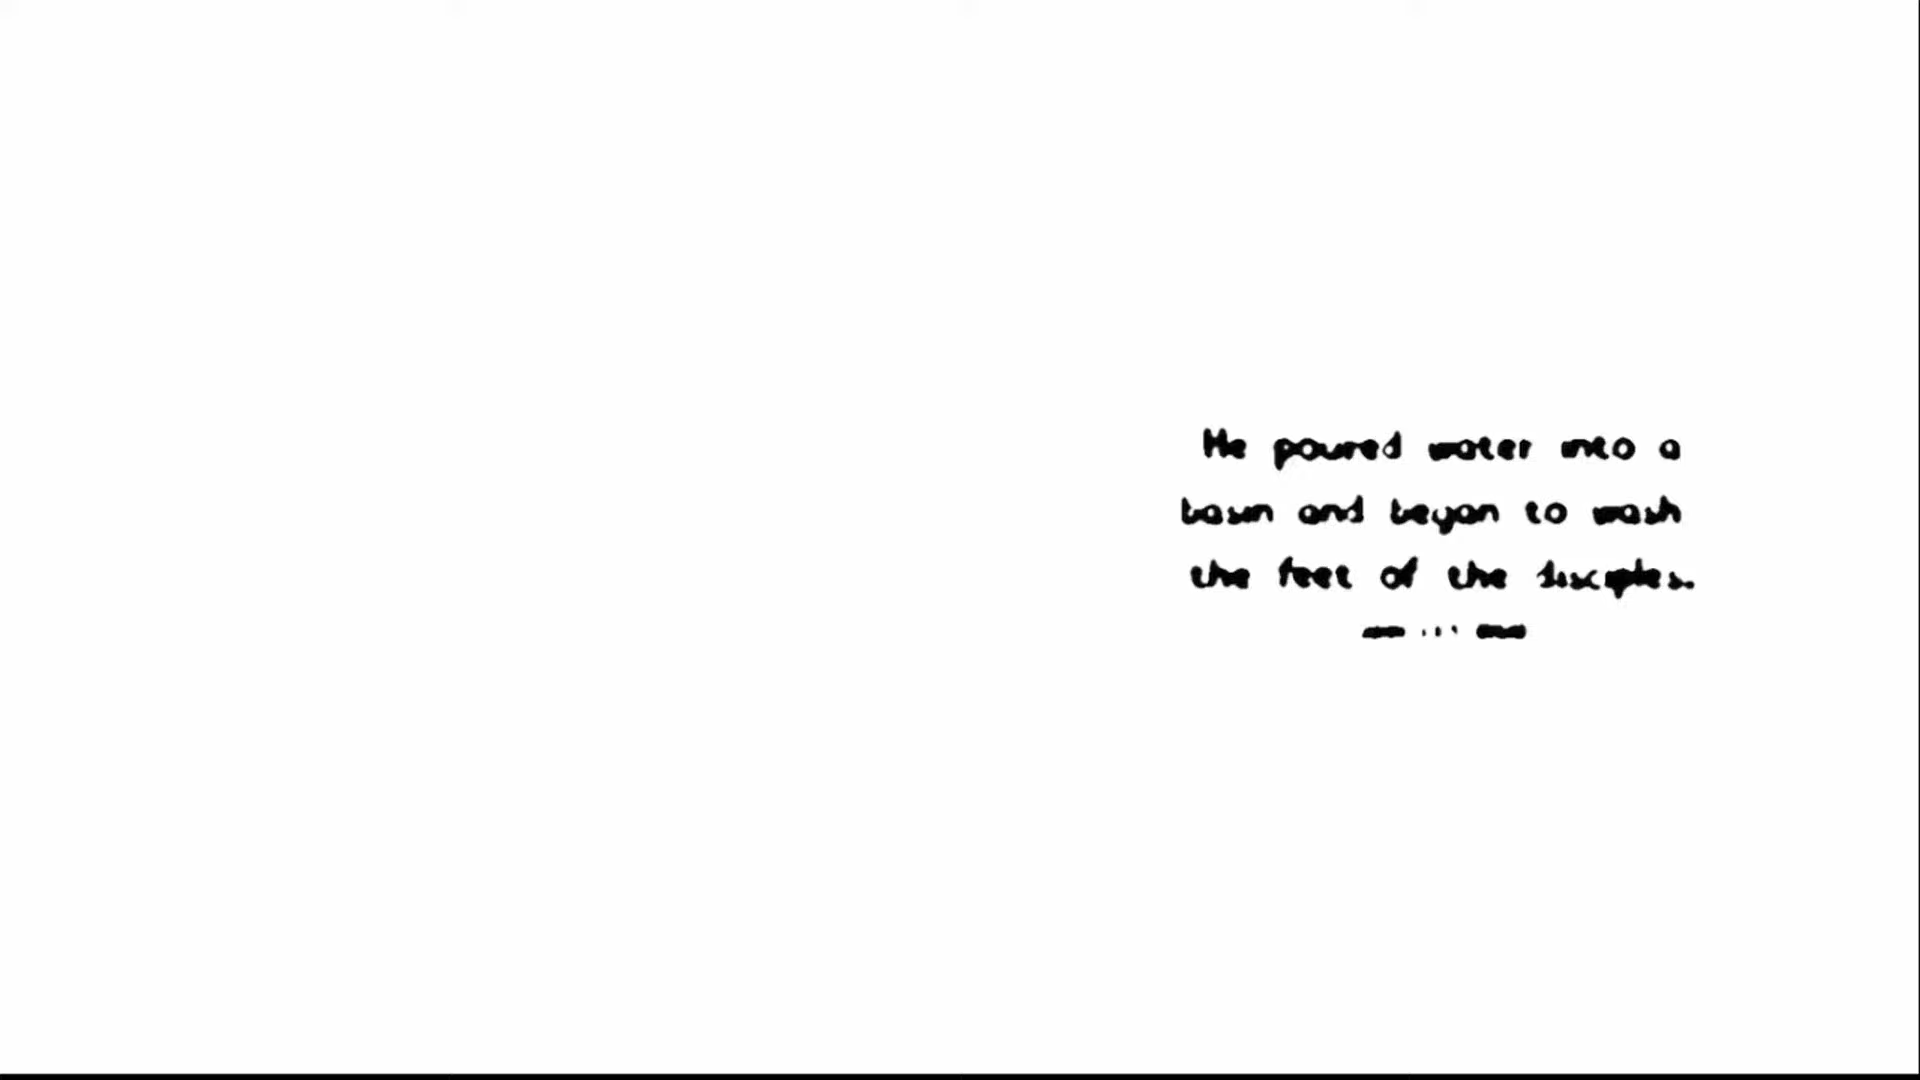 He poured water into a
basin and began to wash
the feet of the disciples.